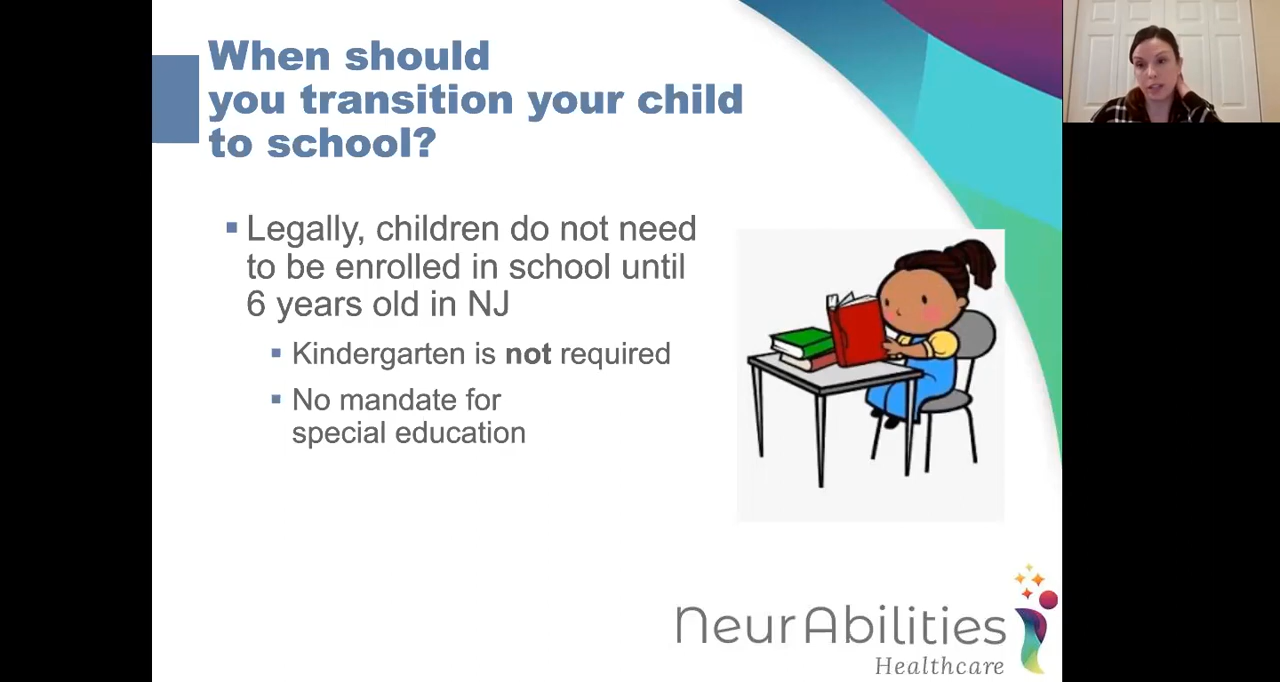 When should
you transition your child
to school?
▪ Legally, children do not need
to be enrolled in school until
6 years old in NJ
▪ Kindergarten is not required
▪ No mandate for
special education
NeurAbilities
Healthcare